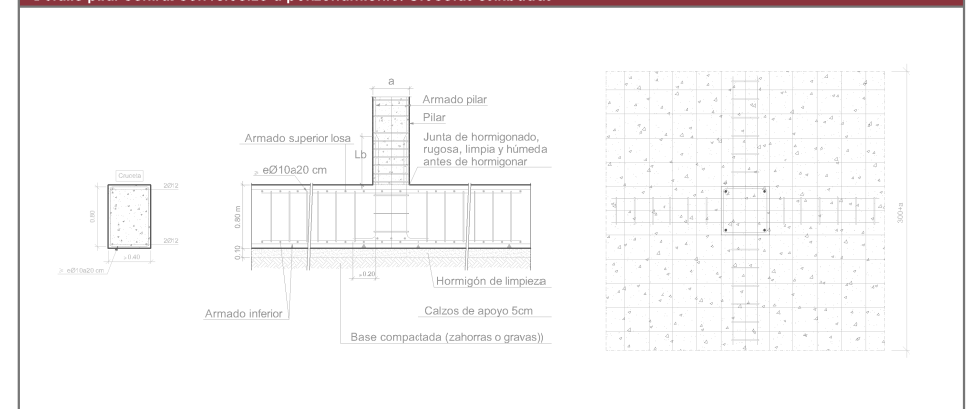 a
Armado pilar
Pilar
Armado superior losa
Junta de hormigonado,
rugosa, limpia y húmeda
antes de hormigonar
Lb
≥ eØ10a20 cm
Cruceta
2Ø12
0.80
2Ø12
≥0.40
≥ eØ10a20 cm
0.80 m
0.10
≥0.20
Hormigón de limpieza
Armado inferior
Calzos de apoyo 5cm
Base compactada (zahorras o gravas))
300+a